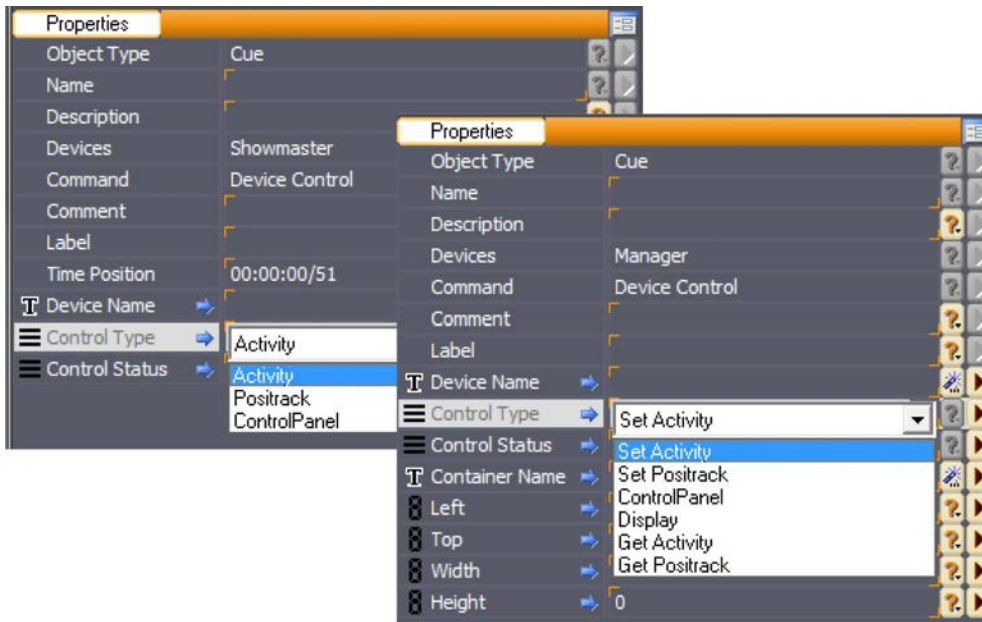 Properties
Object Type Cue
Name
Description
Devices Showmaster
Command Device Control
Comment
Label
Time Position 00:00:00/51
T Device Name
Control Type Activity
Control Status Activity
Positrack
ControlPanel
Properties
Object Type Cue
Name
Description
Devices Manager
Command Device Control
Comment
Label
T Device Name
Control Type Set Activity
Control Status Set Activity
T Container Name Set Positrack
ControlPanel
Left
Display
Top Get Activity
Width Get Positrack
Height 0